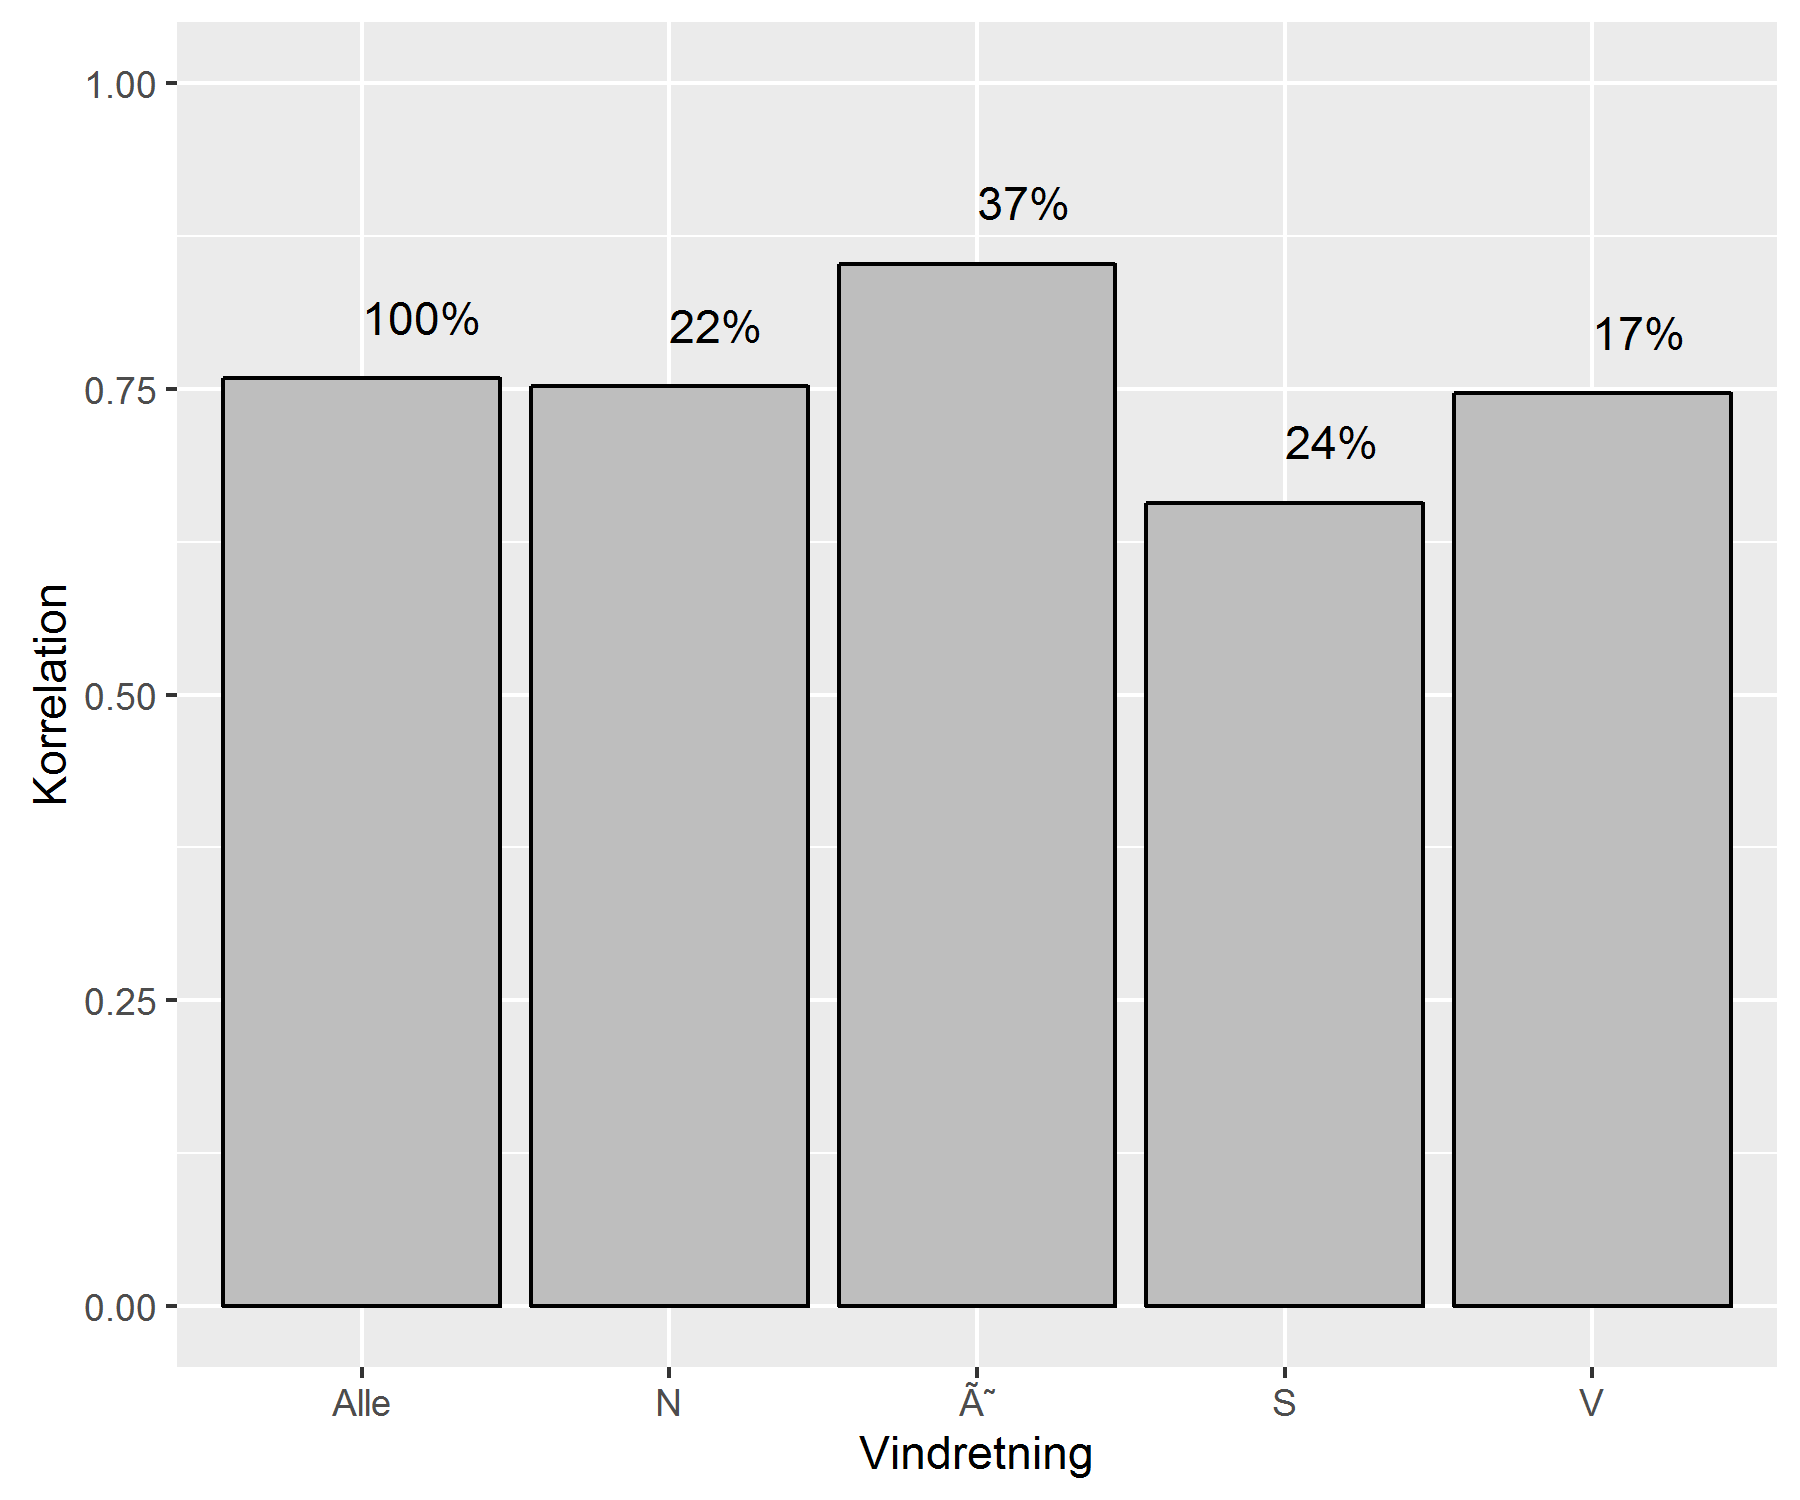 Korrelation
1.00
0.75
0.50
0.25
0.00
100%
22%
37%
24%
17%
Alle
N
Ã˜
S
V
Vindretning